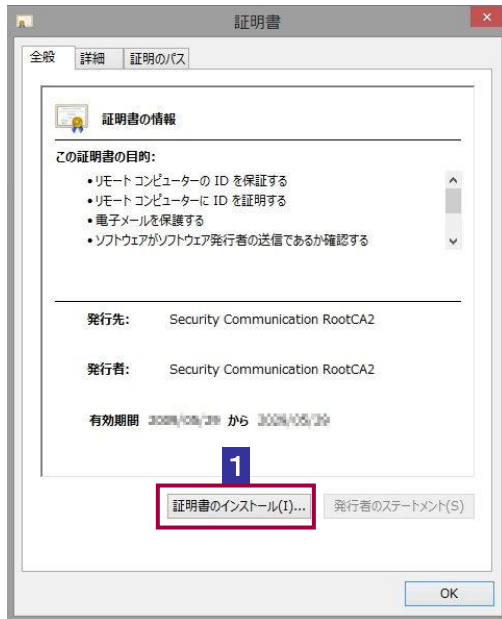 証明書
全般 詳細 証明のパス
証明書の情報
この証明書の目的:
•リモート コンピューターの ID を保証する
•リモート コンピューターに ID を証明する
•電子メールを保護する
•ソフトウェアがソフトウェア発行者の送信であるか確認する
発行先: Security Communication RootCA2
発行者: Security Communication RootCA2
有効期間 から
1
証明書のインストール(I)... 発行者のステートメント(S)
OK